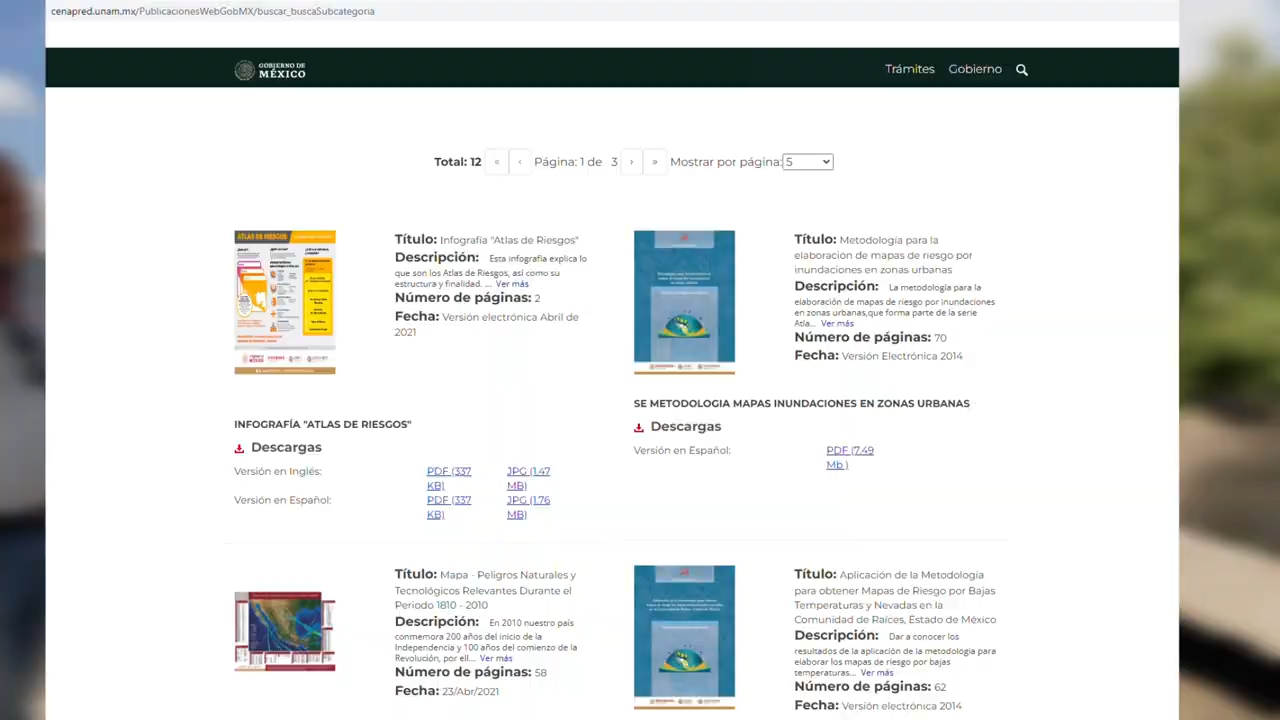 cenapred.unam.mx/PublicacionesWebGobMX/buscar_buscaSubcategoria
GOBIERNO DE
MÉXICO
Trámites Gobierno
Total: 12 « ‹ Página: 1 de 3 › » Mostrar por página: 5
ATLAS DE RIESGOS
Título: Infografía "Atlas de Riesgos"
Descripción: Esta infografía explica lo
que son los Atlas de Riesgos, así como su
estructura y finalidad. ... Ver más
Número de páginas: 2
Fecha: Versión electrónica Abril de
2021
INFOGRAFÍA "ATLAS DE RIESGOS"
Descargas
Versión en Inglés: PDF (337 KB) JPG (1.47 MB)
Versión en Español: PDF (337 KB) JPG (1.76 MB)
Título: Metodología para la
elaboración de mapas de riesgo por
inundaciones en zonas urbanas
Descripción: La metodología para la
elaboración de mapas de riesgo por inundaciones
en zonas urbanas,que forma parte de la serie
Atla... Ver más
Número de páginas: 70
Fecha: Versión Electrónica 2014
SE METODOLOGIA MAPAS INUNDACIONES EN ZONAS URBANAS
Descargas
Versión en Español: PDF (7.49 Mb )
Título: Mapa - Peligros Naturales y
Tecnológicos Relevantes Durante el
Periodo 1810 - 2010
Descripción: En 2010 nuestro país
conmemora 200 años del inicio de la
Independencia y 100 años del comienzo de la
Revolución, por ell... Ver más
Número de páginas: 58
Fecha: 23/Abr/2021
Título: Aplicación de la Metodología
para obtener Mapas de Riesgo por Bajas
Temperaturas y Nevadas en la
Comunidad de Raíces, Estado de México
Descripción: Dar a conocer los
resultados de la aplicación de la metodología para
elaborar los mapas de riesgo por bajas
temperaturas... Ver más
Número de páginas: 62
Fecha: Versión electrónica 2014